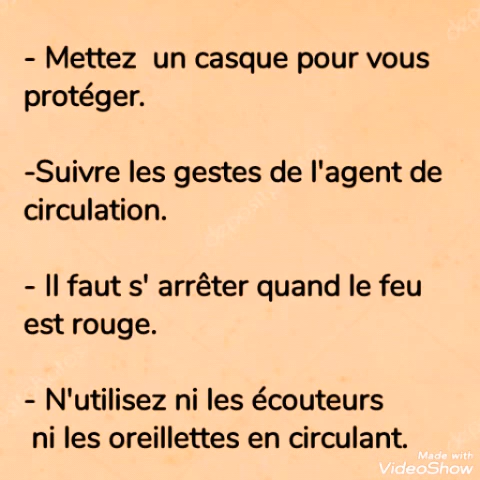 - Mettez  un casque pour vous
protéger.
-Suivre les gestes de l'agent de
circulation.
- Il faut s' arrêter quand le feu
est rouge.
- N'utilisez ni les écouteurs
ni les oreillettes en circulant.
Made with
VideoShow